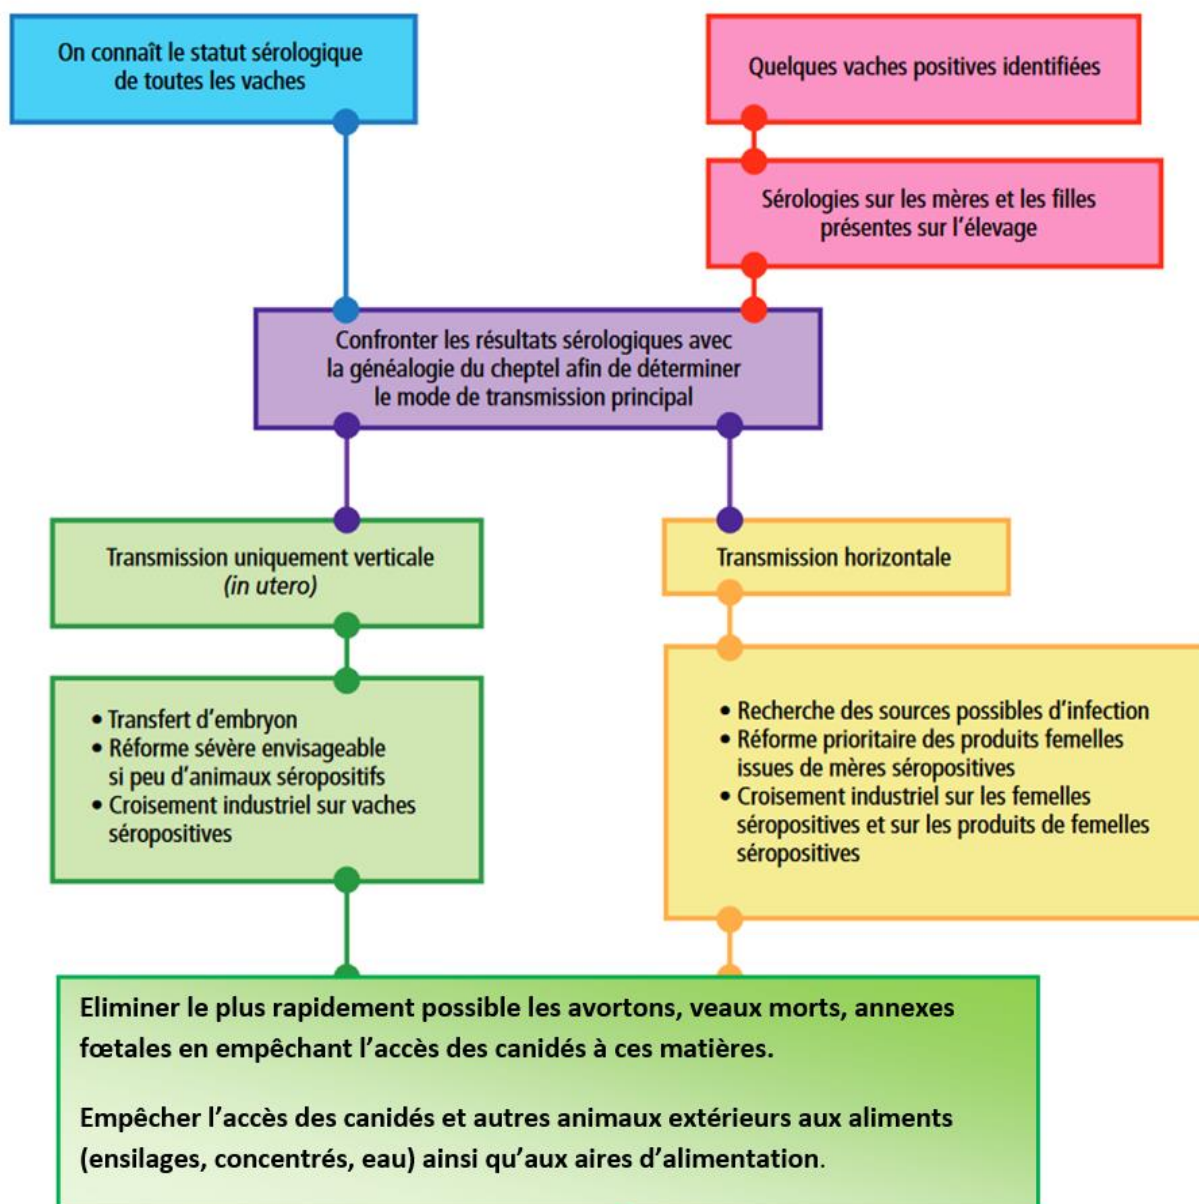 On connaît le statut sérologique
de toutes les vaches
Quelques vaches positives identifiées
Sérologies sur les mères et les filles
présentes sur l'élevage
Confronter les résultats sérologiques avec
la généalogie du cheptel afin de déterminer
le mode de transmission principal
Transmission uniquement verticale
(in utero)
• Transfert d'embryon
• Réforme sévère envisageable
si peu d'animaux séropositifs
• Croisement industriel sur vaches
séropositives
Transmission horizontale
• Recherche des sources possibles d'infection
• Réforme prioritaire des produits femelles
issues de mères séropositives
• Croisement industriel sur les femelles
séropositives et sur les produits de femelles
séropositives
Eliminer le plus rapidement possible les avortons, veaux morts, annexes
fœtales en empêchant l'accès des canidés à ces matières.
Empêcher l'accès des canidés et autres animaux extérieurs aux aliments
(ensilages, concentrés, eau) ainsi qu'aux aires d'alimentation.